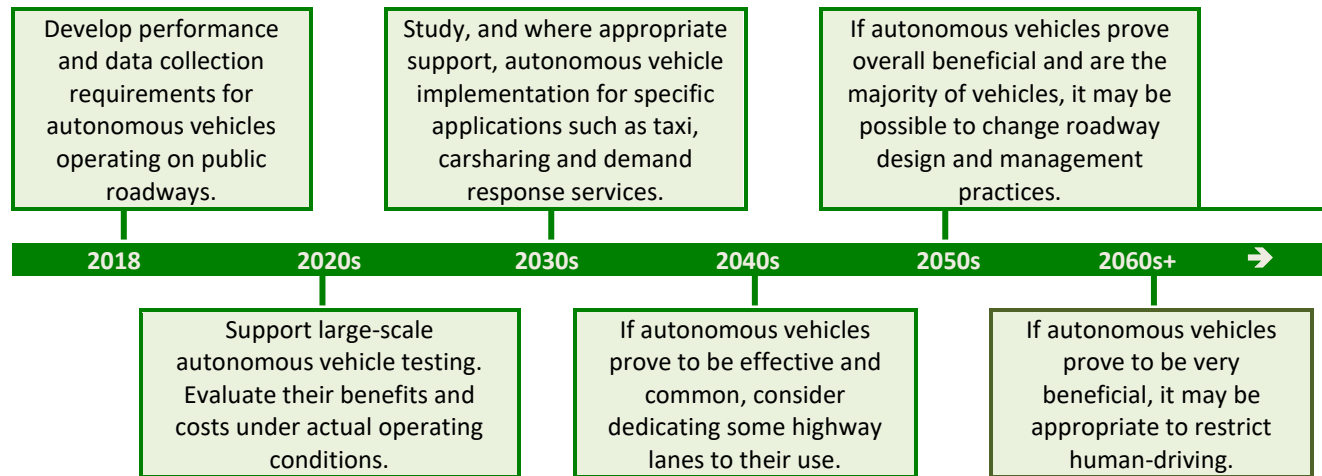 Develop performance
and data collection
requirements for
autonomous vehicles
operating on public
roadways.
Study, and where appropriate
support, autonomous vehicle
implementation for specific
applications such as taxi,
carsharing and demand
response services.
If autonomous vehicles prove
overall beneficial and are the
majority of vehicles, it may be
possible to change roadway
design and management
practices.
2018 2020s 2030s 2040s 2050s 2060s+ ➔
Support large-scale
autonomous vehicle testing.
Evaluate their benefits and
costs under actual operating
conditions.
If autonomous vehicles
prove to be effective and
common, consider
dedicating some highway
lanes to their use.
If autonomous vehicles
prove to be very
beneficial, it may be
appropriate to restrict
human-driving.